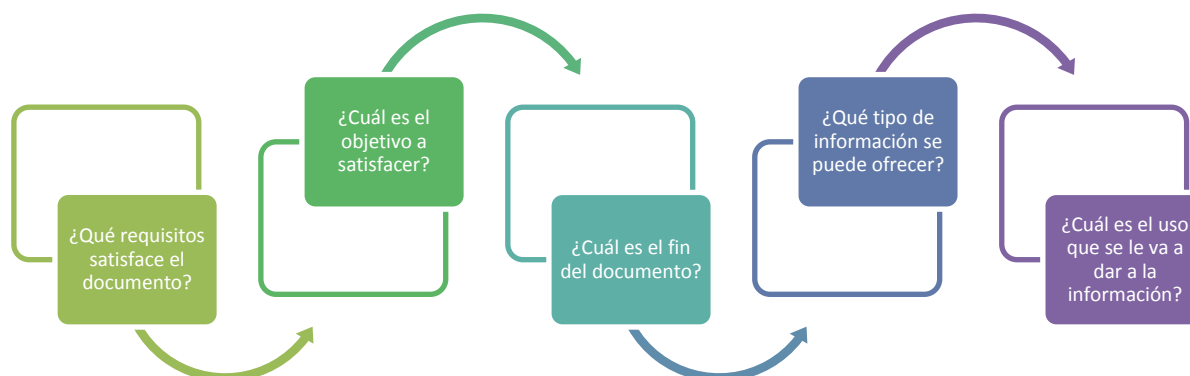 ¿Qué requisitos
satisface el
documento?
¿Cuál es el
objetivo a
satisfacer?
¿Cuál es el fin
del documento?
¿Qué tipo de
información se
puede ofrecer?
¿Cuál es el uso
que se le va a
dar a la
información?